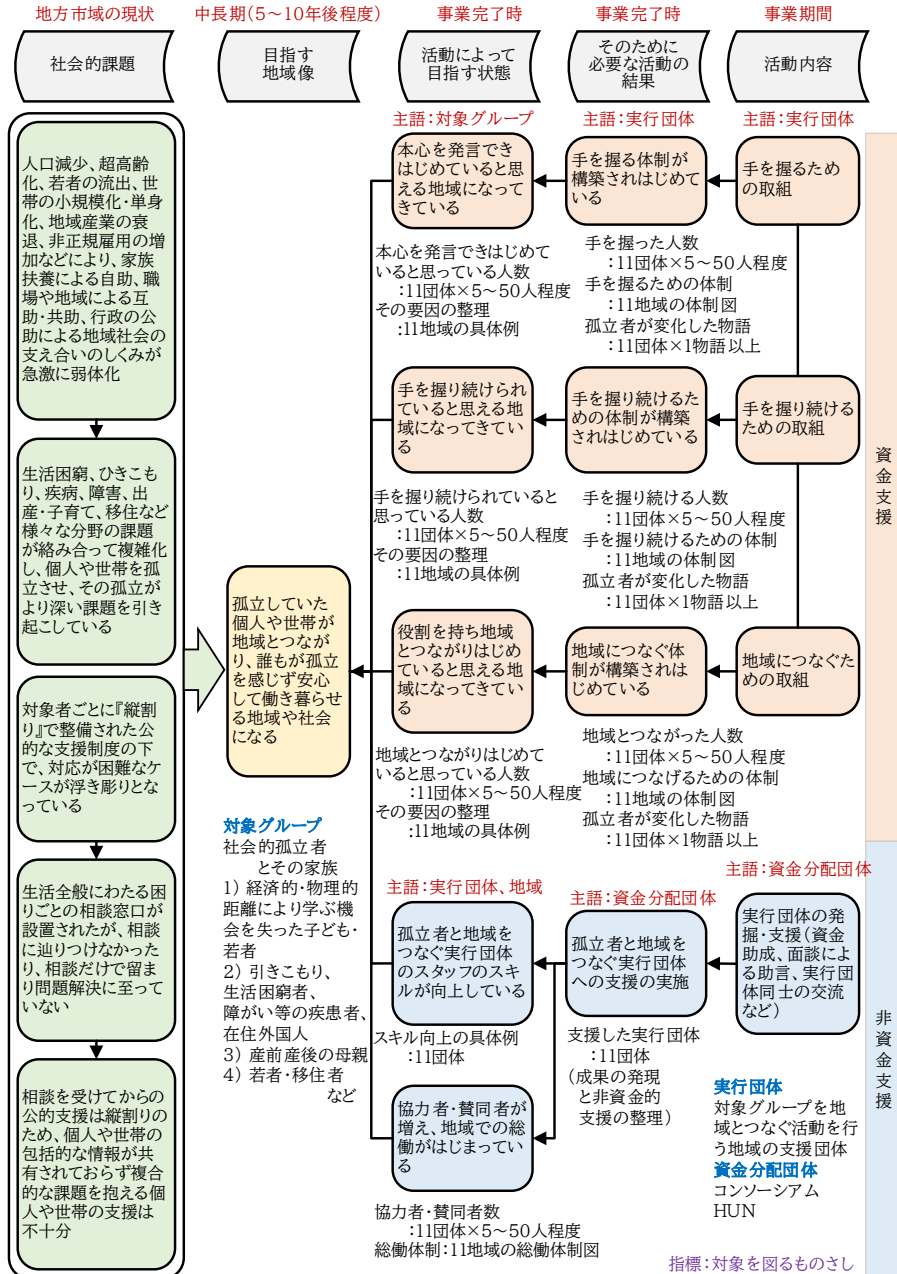 地方市域の現状
中長期(5～10年後程度)
事業完了時
事業完了時
事業期間
社会的課題
目指す
地域像
活動によって
目指す状態
そのために
必要な活動の
結果
活動内容
主語:対象グループ
主語:実行団体
主語:実行団体
人口減少、超高齢
化、若者の流出、世
帯の小規模化・単身
化、地域産業の衰
退、非正規雇用の増
加などにより、家族
扶養による自助、職
場や地域による互
助・共助、行政の公
助による地域社会の
支え合いのしくみが
急激に弱体化
生活困窮、ひきこも
り、疾病、障害、出
産・子育て、移住など
様々な分野の課題
が絡み合って複雑化
し、個人や世帯を孤
立させ、その孤立が
より深い課題を引き
起こしている
対象者ごとに『縦割
り』で整備された公
的な支援制度の下
で、対応が困難なケ
ースが浮き彫りとな
っている
生活全般にわたる困
りごとの相談窓口が
設置されたが、相談
に辿りつけなかった
り、相談だけで留ま
り問題解決に至って
いない
相談を受けてからの
公的支援は縦割りの
ため、個人や世帯の
包括的な情報が共
有されておらず複合
的な課題を抱える個
人や世帯の支援は
不十分
孤立していた
個人や世帯が
地域とつなが
り、誰もが孤立
を感じず安心
して働き暮らせ
る地域や社会
になる
対象グループ
社会的孤立者
とその家族
1) 経済的・物理的
距離により学ぶ機
会を失った子ども・
若者
2) 引きこもり、
生活困窮者、
障がい等の疾患者、
在住外国人
3) 産前産後の母親
4) 若者・移住者
など
本心を発言でき
はじめていると思
える地域になって
きている
手を握る体制が
構築されはじめて
いる
手を握るため
の取組
本心を発言できはじめて
いると思っている人数
:11団体×5～50人程度
その要因の整理
:11地域の具体例
手を握った人数
:11団体×5～50人程度
手を握るための体制
:11地域の体制図
孤立者が変化した物語
:11団体×1物語以上
手を握り続けられ
ていると思える地
域になってきてい
る
手を握り続けるた
めの体制が構築
されはじめている
手を握り続ける
ための取組
手を握り続けられていると
思っている人数
:11団体×5～50人程度
その要因の整理
:11地域の具体例
手を握り続ける人数
:11団体×5～50人程度
手を握り続けるための体制
:11地域の体制図
孤立者が変化した物語
:11団体×1物語以上
役割を持ち地域
とつながりはじめ
ていると思える地
域になってきてい
る
地域につなぐ体
制が構築されは
じめている
地域につなぐた
めの取組
地域とつながりはじめて
いると思っている人数
:11団体×5～50人程度
その要因の整理
:11地域の具体例
地域とつながった人数
:11団体×5～50人程度
地域につなげるための体制
:11地域の体制図
孤立者が変化した物語
:11団体×1物語以上
資金支援
主語:実行団体、地域
主語:資金分配団体
主語:資金分配団体
孤立者と地域を
つなぐ実行団体
のスタッフのスキ
ルが向上している
孤立者と地域を
つなぐ実行団体
への支援の実施
実行団体の発
掘・支援(資金
助成、面談によ
る助言、実行団
体同士の交流
など)
スキル向上の具体例
:11団体
支援した実行団体
:11団体
(成果の発現
と非資金的
支援の整理)
協力者・賛同者が
増え、地域での総
働がはじまってい
る
協力者・賛同者数
:11団体×5～50人程度
総働体制:11地域の総働体制図
実行団体
対象グループを地
域とつなぐ活動を行
う地域の支援団体
資金分配団体
コンソーシアム
HUN
非資金支援
指標:対象を図るものさし